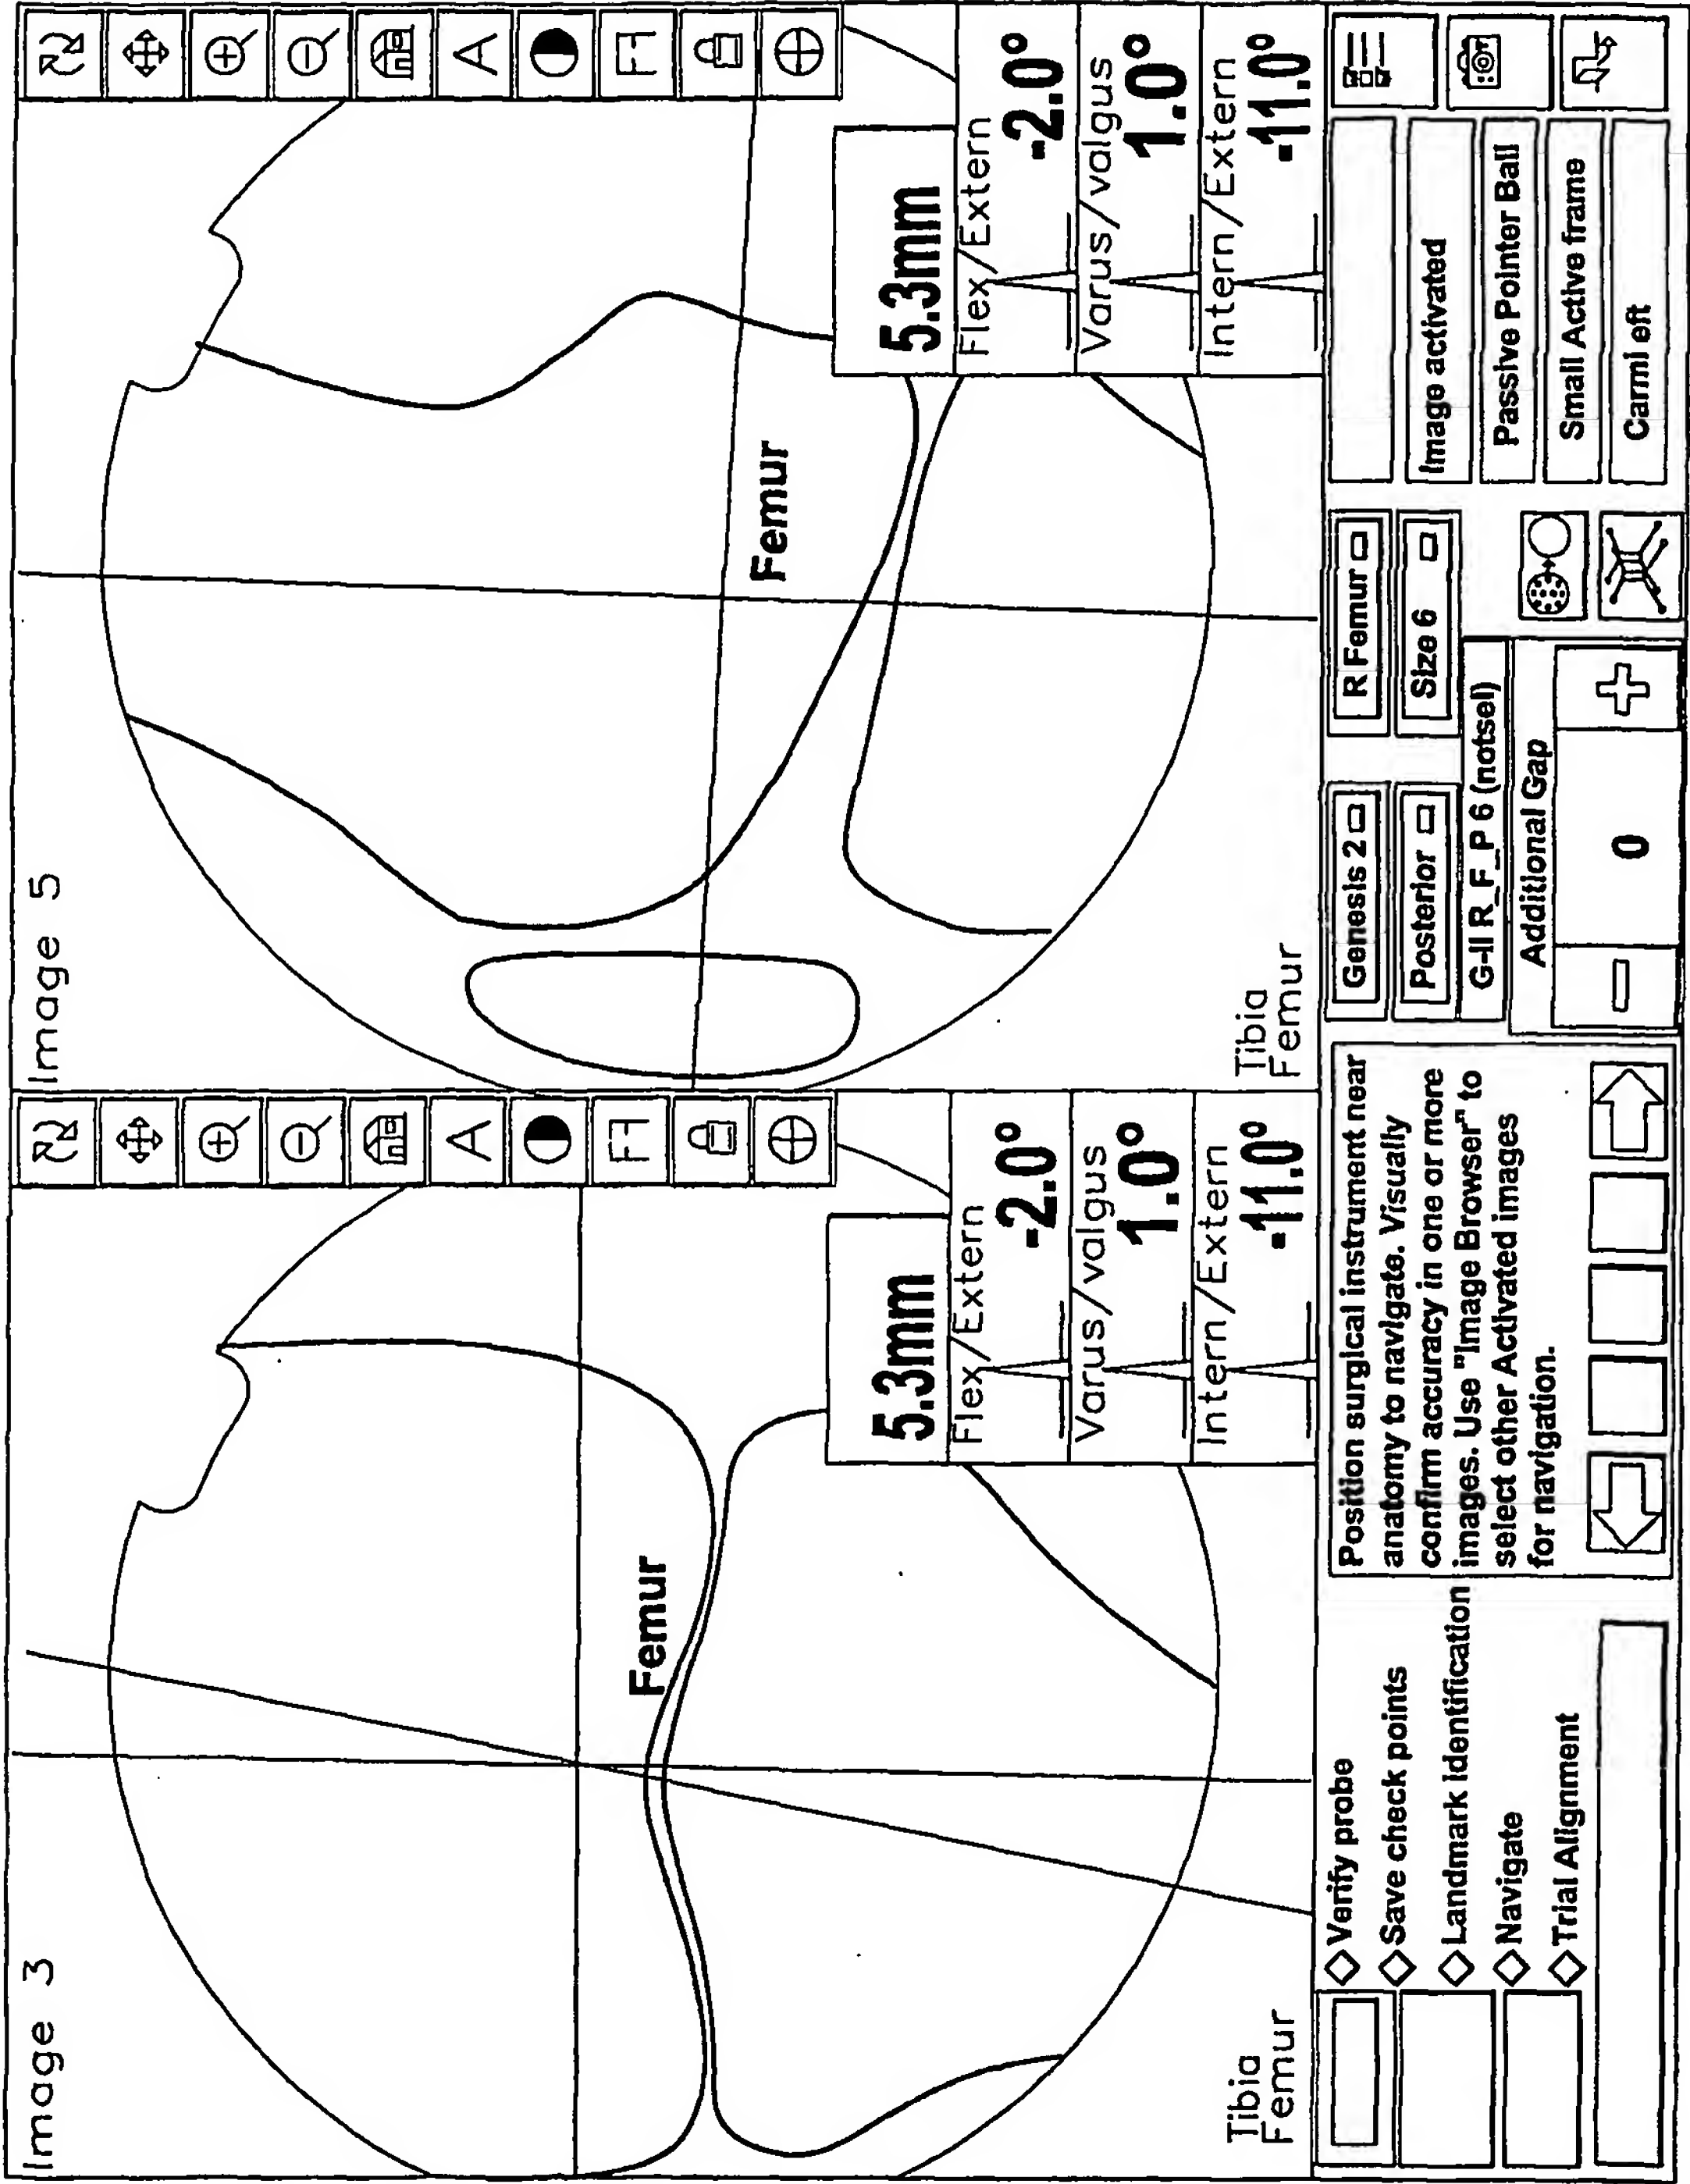 Image 3
A
Femur
5.3mm
Flex/Extern
-2.0°
Varus/valgus
1.0°
Intern/Extern
-11.0°
Tibia
Femur
Image 5
A
Femur
5.3mm
Flex/Extern
-2.0°
Varus/valgus
1.0°
Intern/Extern
-11.0°
Tibia
Femur
Verify probe
Save check points
Landmark Identification
Navigate
Trial Alignment
Position surgical instrument near
anatomy to navigate. Visually
confirm accuracy in one or more
images. Use "Image Browser" to
select other Activated images
for navigation.
Genesis 2
R Femur
Posterior
Size 6
G-II R_F_P 6 (notsel)
Additional Gap
0
Image activated
Passive Pointer Ball
Small Active frame
Carml eft